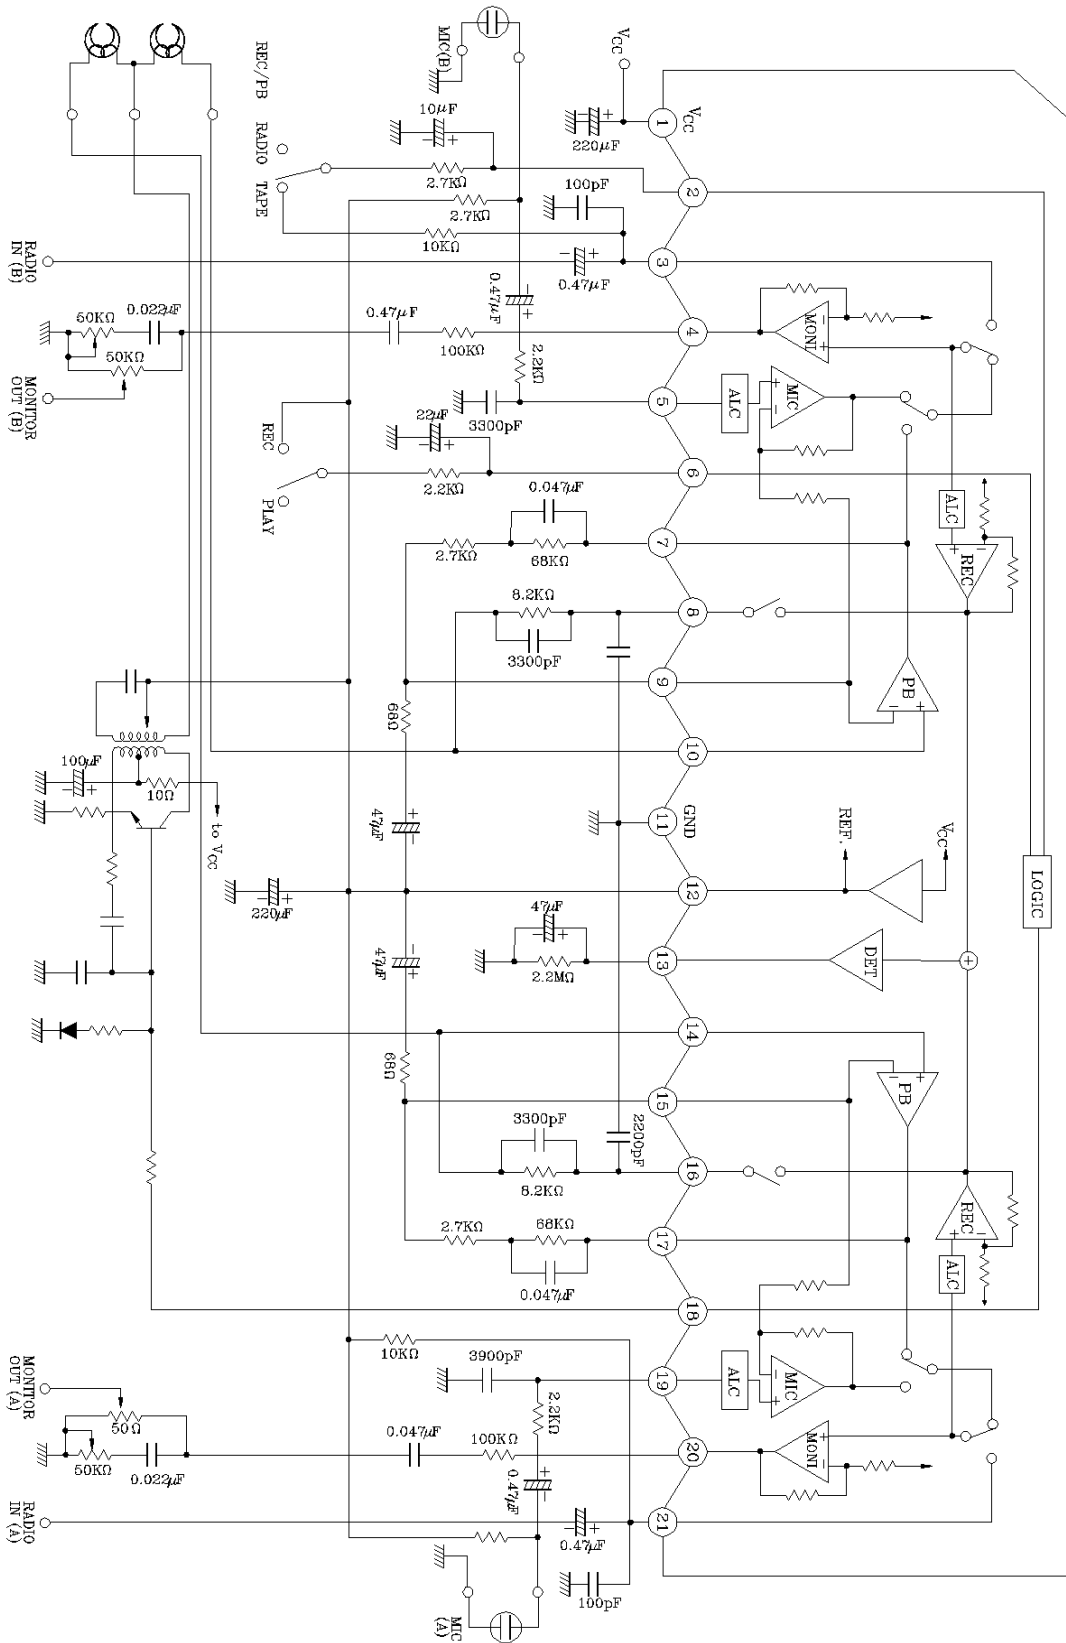 MIC(B)
VCC
VCC
1
220µF
REC/PB
RADIO
TAPE
10µF
2.7KΩ
2
2.7KΩ
100pF
10KΩ
RADIO
IN (B)
0.47µF
3
0.47µF
50KΩ
0.022µF
50KΩ
0.47µF
100KΩ
4
MONI
MONITOR
OUT (B)
2.2KΩ
3300pF
5
ALC
MIC
REC
PLAY
22µF
2.2KΩ
6
0.047µF
2.7KΩ
68KΩ
7
ALC
REC
8.2KΩ
3300pF
8
9
PB
68Ω
10
100µF
10Ω
to VCC
47µF
GND
11
REF.
VCC
220µF
12
LOGIC
47µF
47µF
2.2MΩ
13
DET
14
68Ω
15
PB
3300pF
8.2KΩ
2200pF
16
REC
2.7KΩ
68KΩ
0.047µF
17
ALC
18
10KΩ
3900pF
19
ALC
MIC
MONITOR
OUT (A)
50Ω
50KΩ
0.022µF
2.2KΩ
0.047µF
100KΩ
20
MONI
0.47µF
RADIO
IN (A)
0.47µF
21
100pF
MIC
(A)